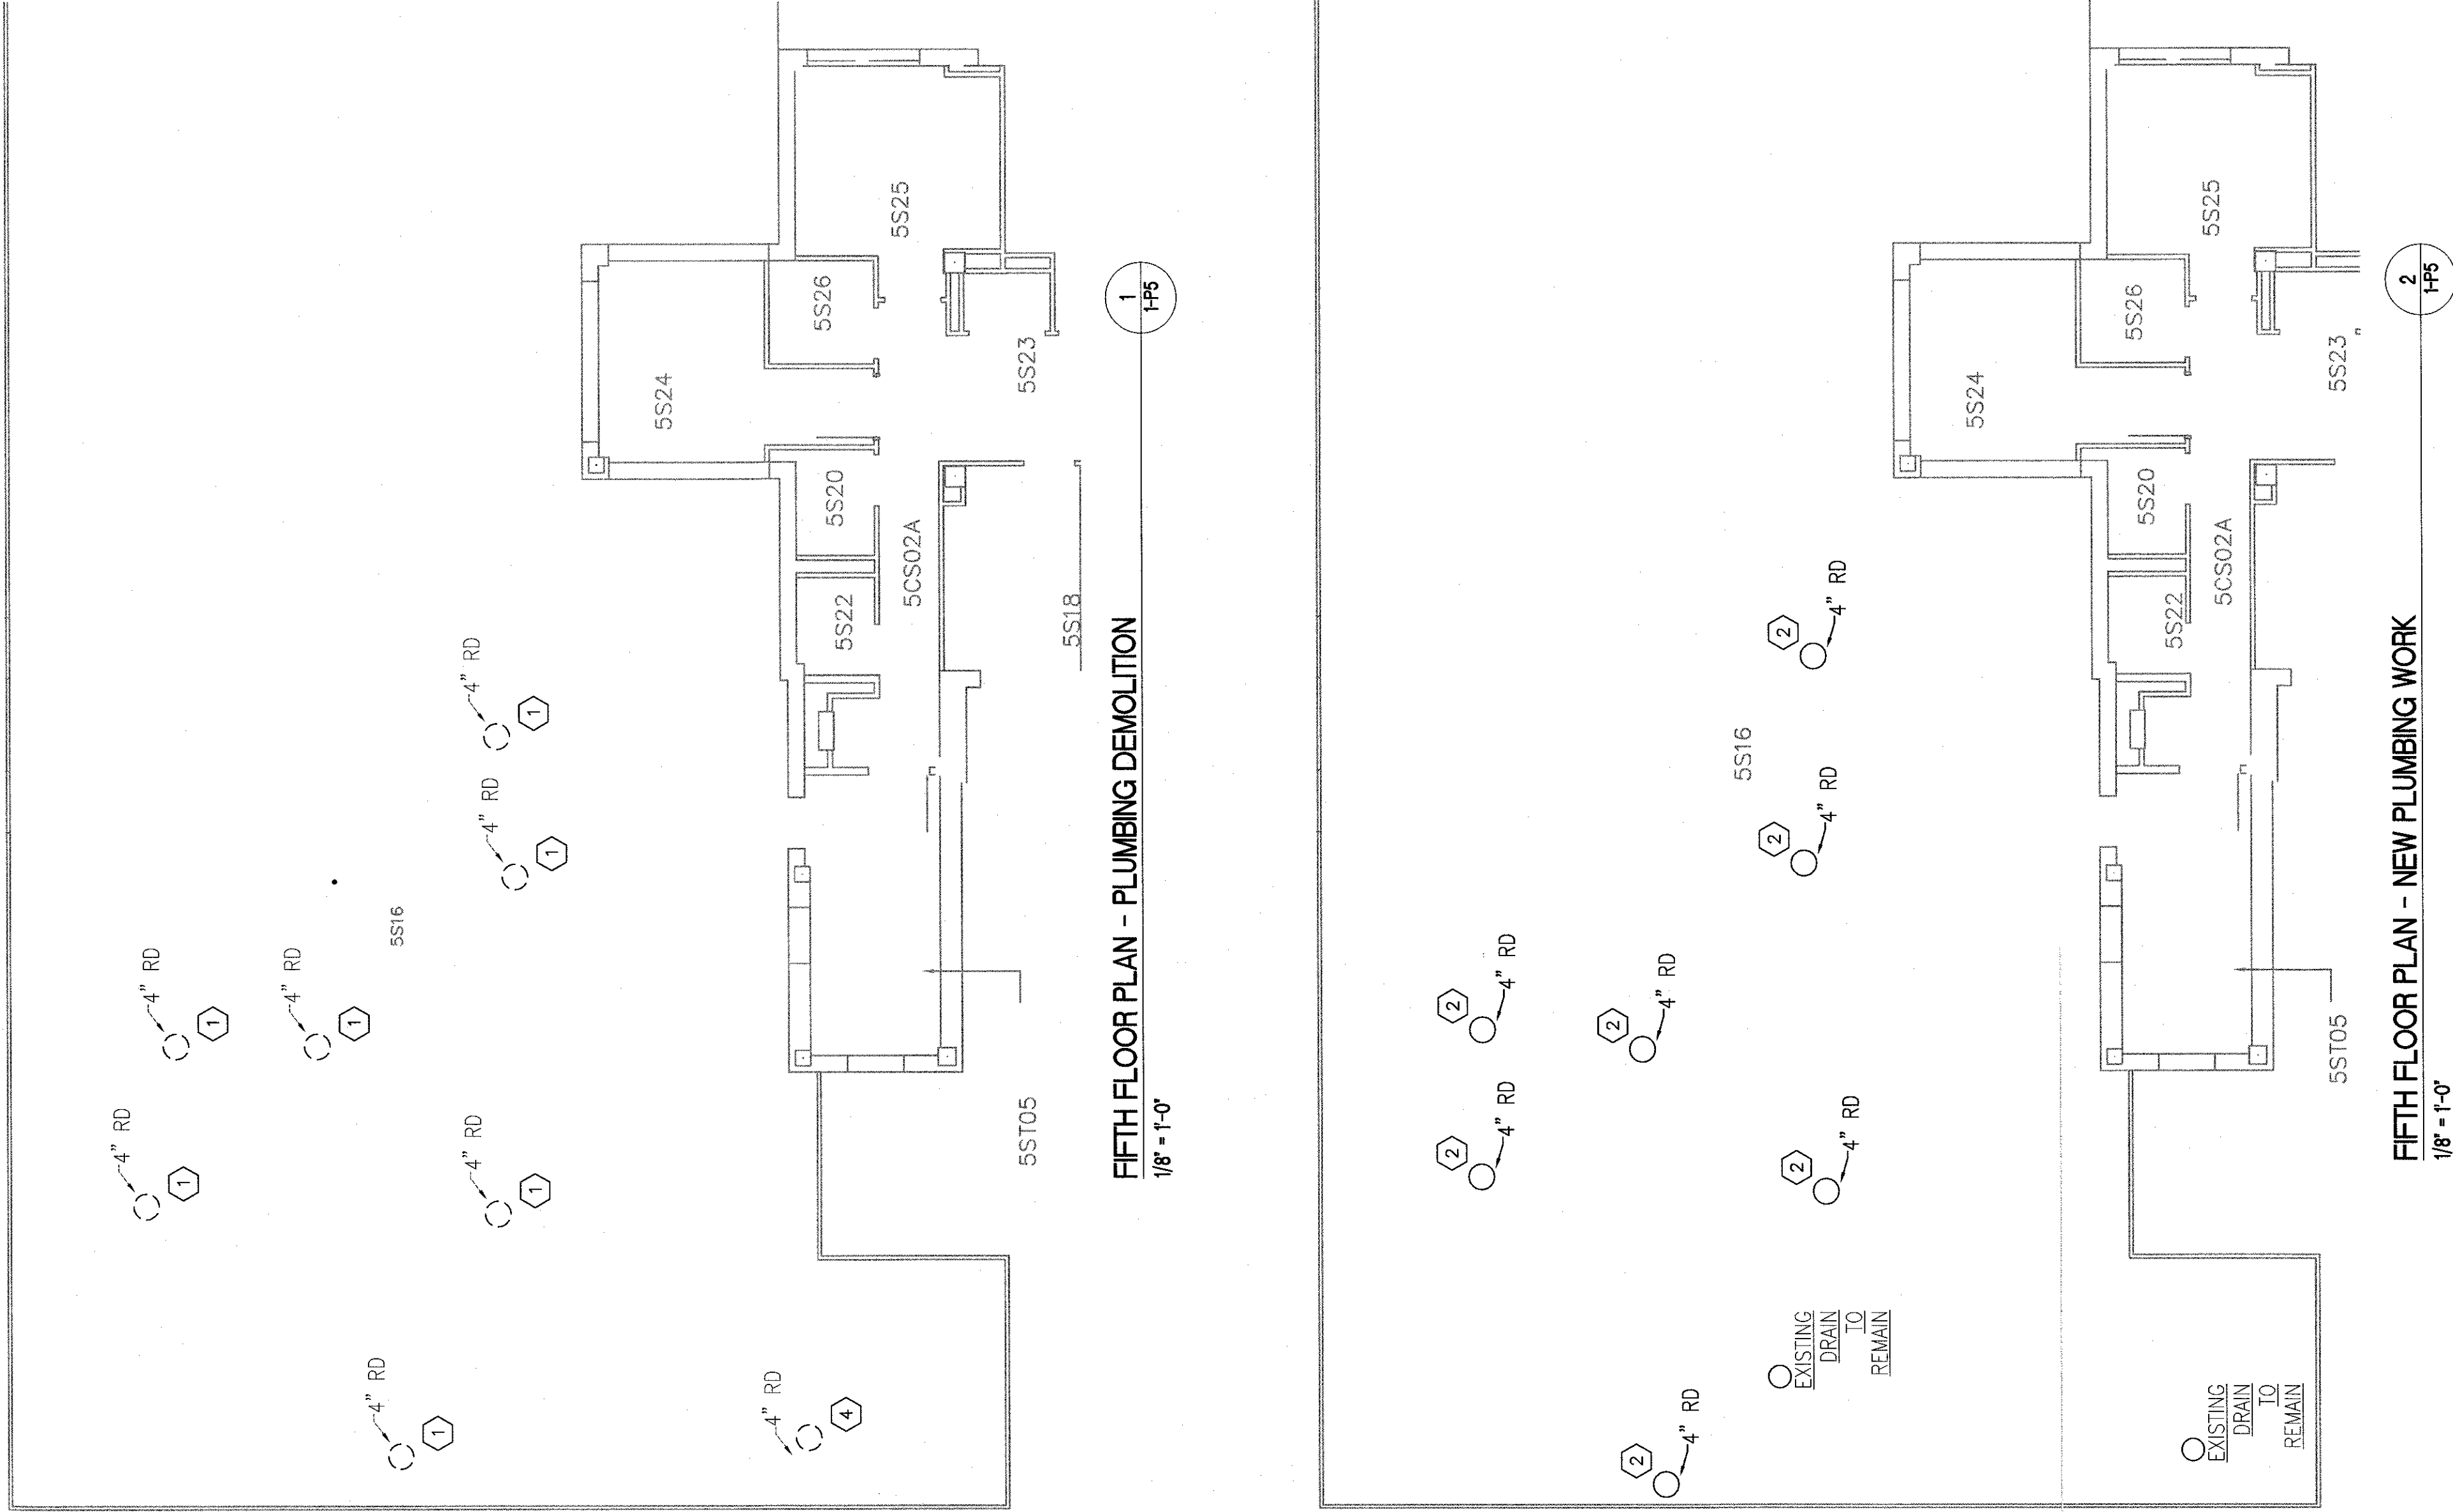 4" RD
1
4" RD
1
4" RD
1
4" RD
1
4" RD
1
4" RD
1
4" RD
1
4" RD
4
5S16
5S24
5S26
5S25
5S20
5S22
5CS02A
5S23
5S18
5ST05
FIFTH FLOOR PLAN - PLUMBING DEMOLITION
1/8" = 1'-0"
1
1-P5
2
4" RD
2
4" RD
2
4" RD
2
4" RD
2
4" RD
2
4" RD
2
4" RD
EXISTING
DRAIN
TO
REMAIN
EXISTING
DRAIN
TO
REMAIN
5S16
5S24
5S26
5S25
5S20
5S22
5CS02A
5S23
5ST05
FIFTH FLOOR PLAN - NEW PLUMBING WORK
1/8" = 1'-0"
2
1-P5